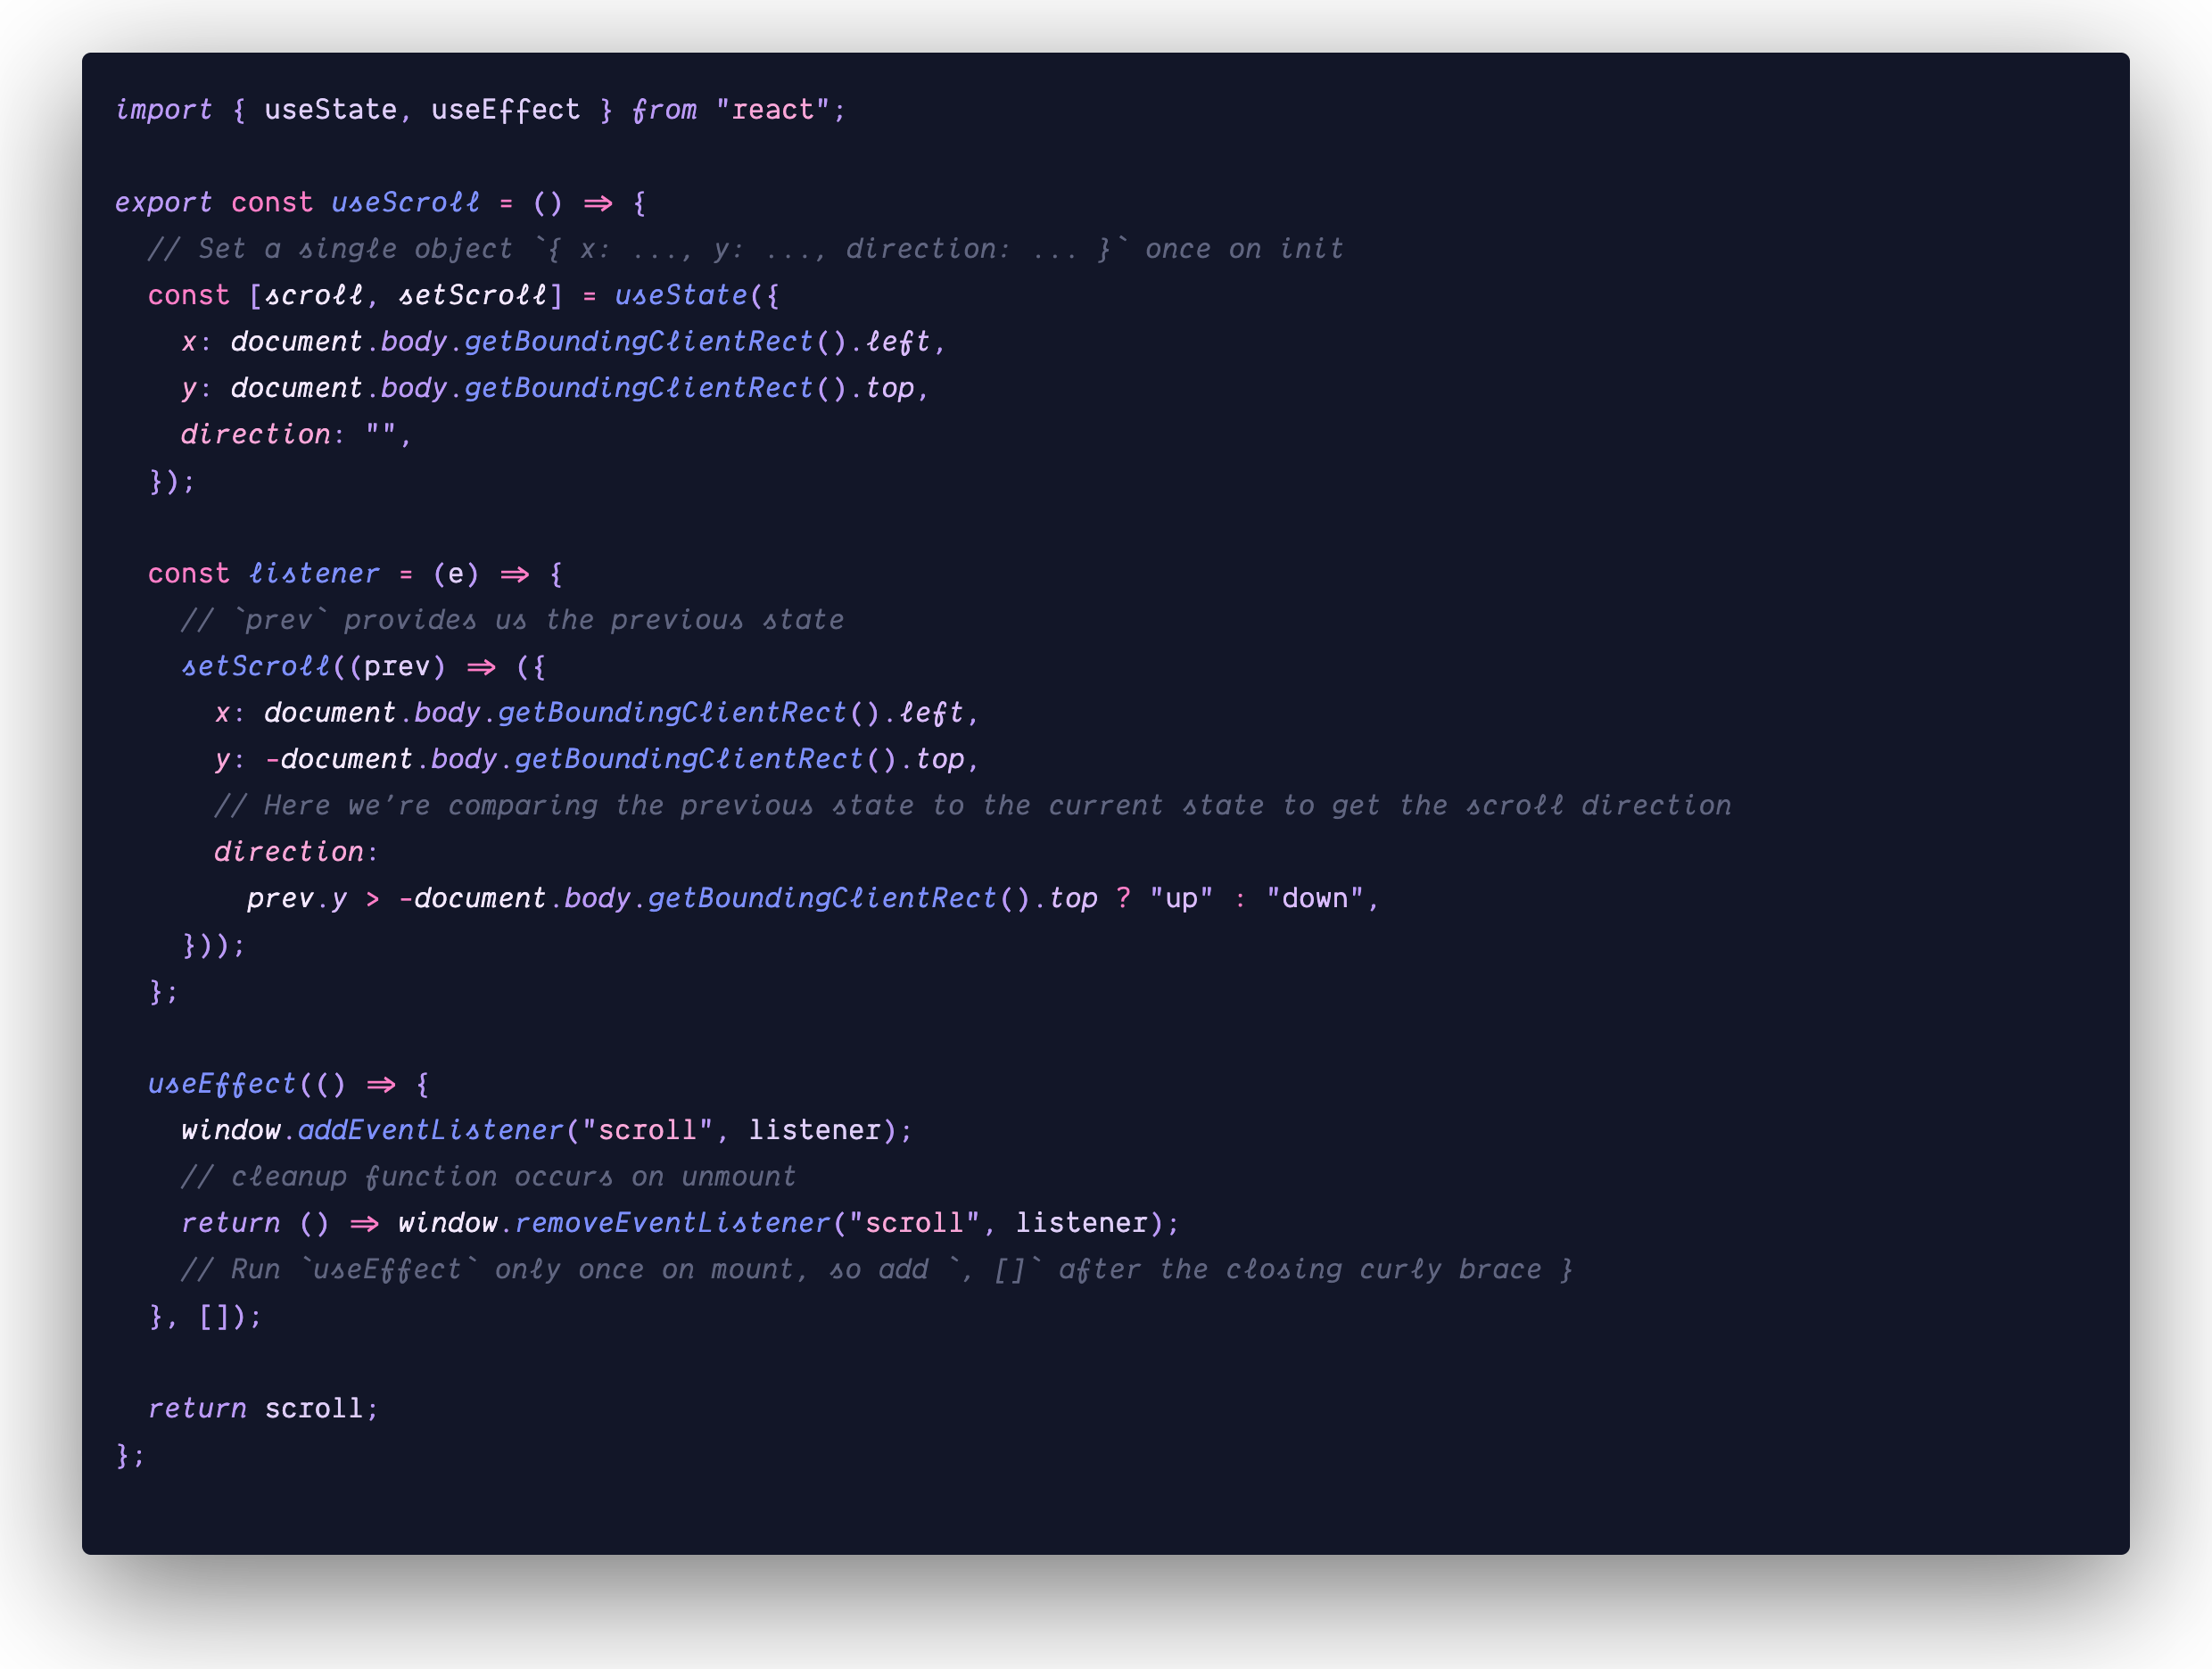 import { useState, useEffect } from "react";

export const useScroll = () => {
  // Set a single object `{ x: ..., y: ..., direction: ... }` once on init
  const [scroll, setScroll] = useState({
    x: document.body.getBoundingClientRect().left,
    y: document.body.getBoundingClientRect().top,
    direction: "",
  });

  const listener = (e) => {
    // `prev` provides us the previous state
    setScroll((prev) => ({
      x: document.body.getBoundingClientRect().left,
      y: -document.body.getBoundingClientRect().top,
      // Here we’re comparing the previous state to the current state to get the scroll direction
      direction:
        prev.y > -document.body.getBoundingClientRect().top ? "up" : "down",
    }));
  };

  useEffect(() => {
    window.addEventListener("scroll", listener);
    // cleanup function occurs on unmount
    return () => window.removeEventListener("scroll", listener);
    // Run `useEffect` only once on mount, so add `, []` after the closing curly brace }
  }, []);

  return scroll;
};